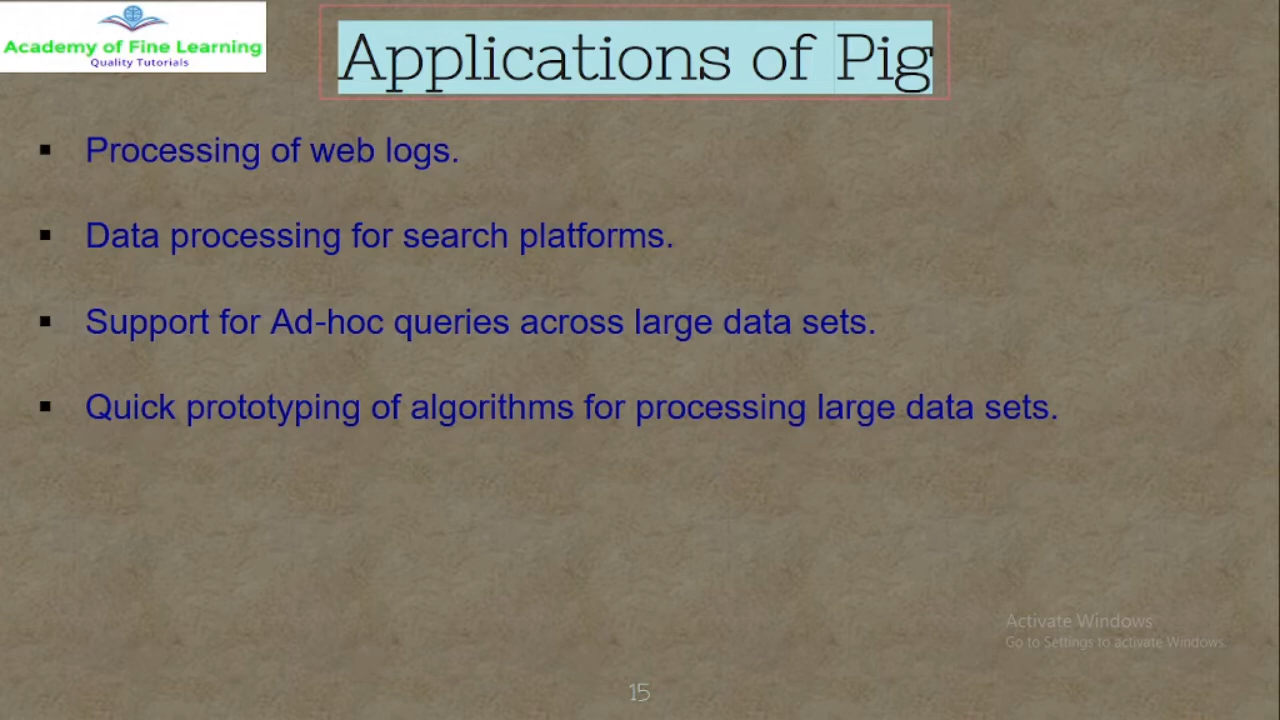 Academy of Fine Learning
Quality Tutorials
Applications of Pig
▪ Processing of web logs.
▪ Data processing for search platforms.
▪ Support for Ad-hoc queries across large data sets.
▪ Quick prototyping of algorithms for processing large data sets.
Activate Windows
Go to Settings to activate Windows.
15